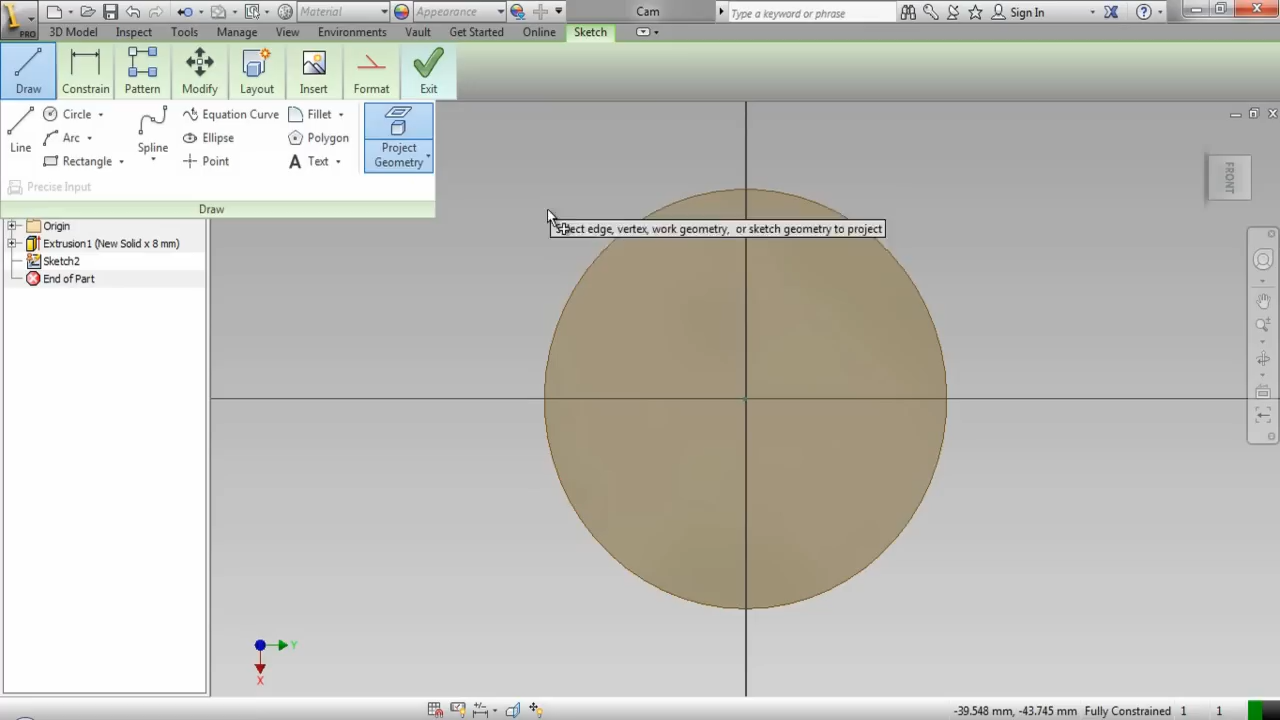 PRO
Material
Appearance
Cam
Type a keyword or phrase
Sign In
3D Model
Inspect
Tools
Manage
View
Environments
Vault
Get Started
Online
Sketch
Draw
Constrain
Pattern
Modify
Layout
Insert
Format
Exit
Line
Circle
Arc
Rectangle
Spline
Equation Curve
Ellipse
Point
Fillet
Polygon
Text
Project
Geometry
Precise Input
Draw
Origin
Extrusion1 (New Solid x 8 mm)
Sketch2
End of Part
edge, vertex, work geometry, or sketch geometry to project
FRONT
Y
X
-39.548 mm, -43.745 mm Fully Constrained 1 1